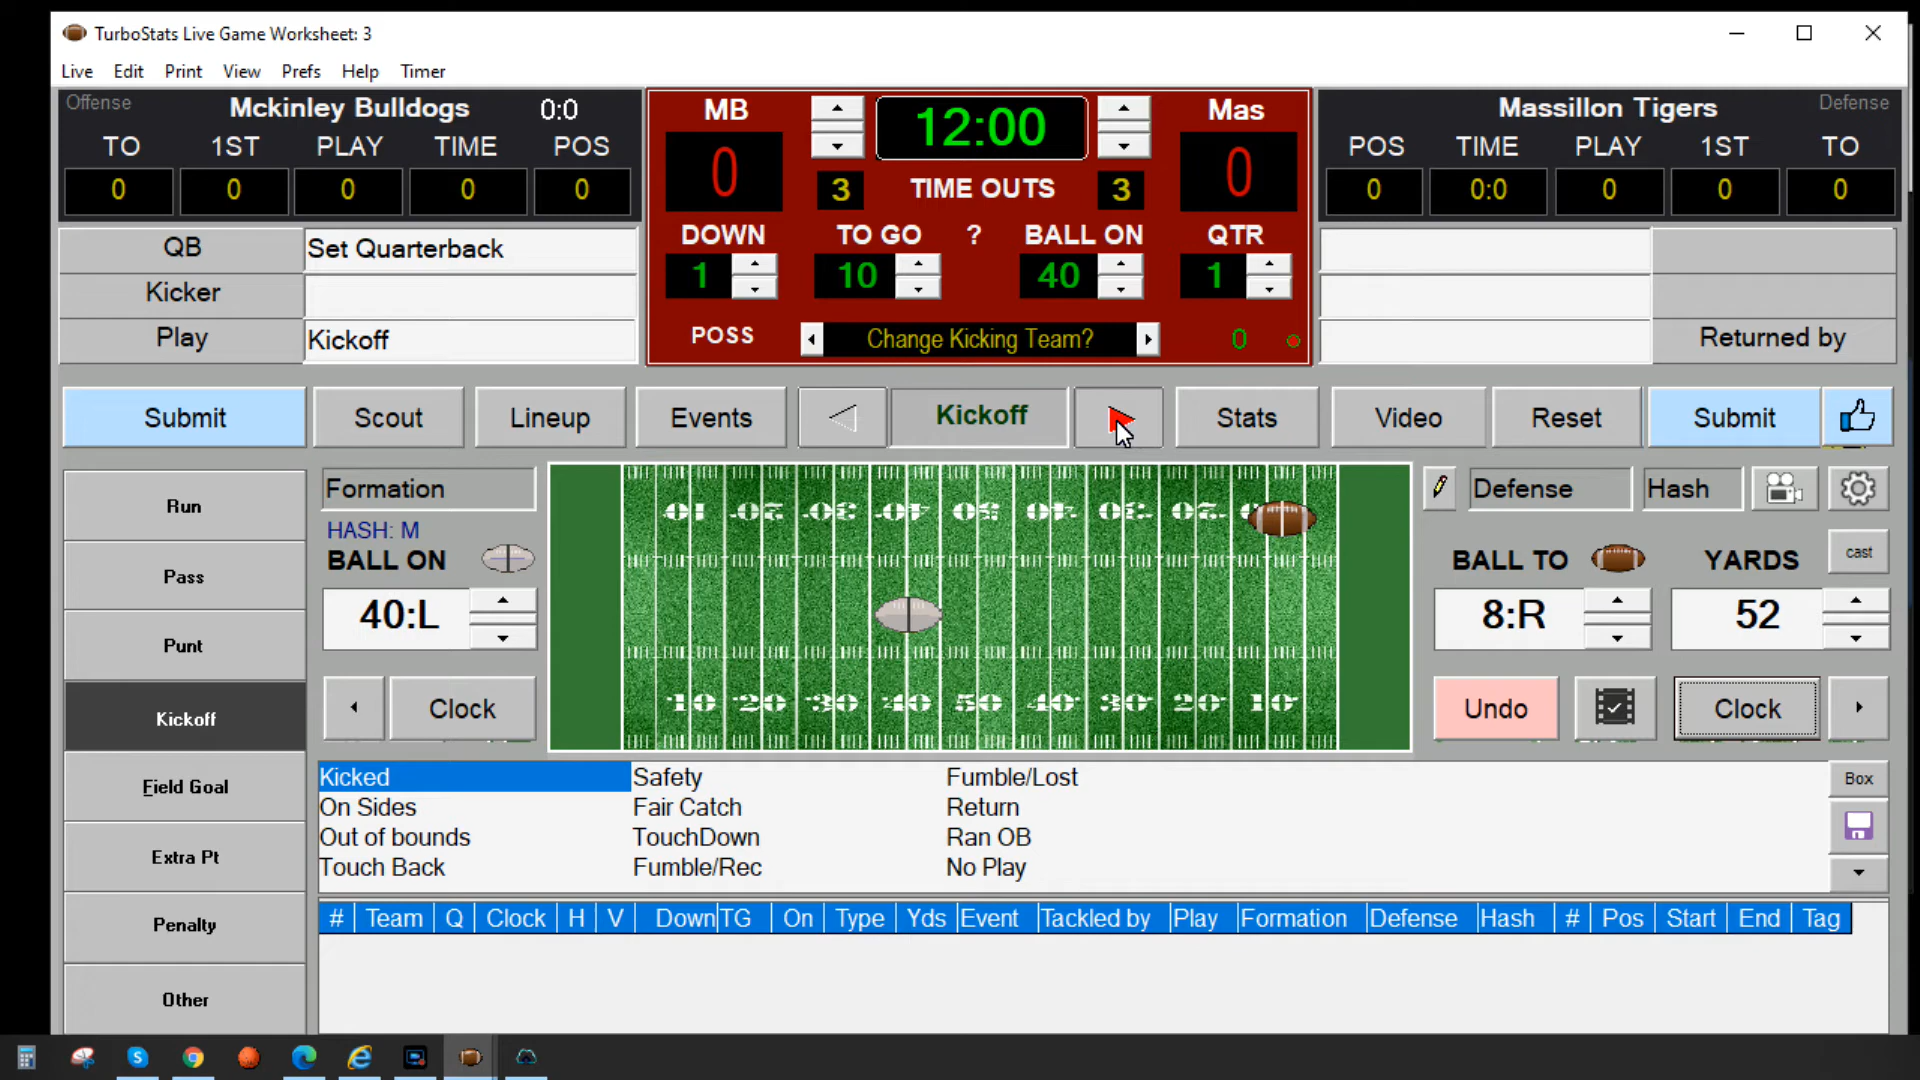 TurboStats Live Game Worksheet: 3
Live Edit Print View Prefs Help Timer
Offense Mckinley Bulldogs 0:0
TO 1ST PLAY TIME POS
0 0 0 0 0
MB 12:00 Mas
0 0
3 TIME OUTS 3
DOWN TO GO ? BALL ON QTR
1 10 40 1
POSS Change Kicking Team? 0
Massillon Tigers Defense
POS TIME PLAY 1ST TO
0 0:0 0 0 0
QB Set Quarterback
Kicker
Play Kickoff
Returned by
Submit Scout Lineup Events Kickoff Stats Video Reset Submit
Run
Pass
Punt
Kickoff
Field Goal
Extra Pt
Penalty
Other
Formation
HASH: M
BALL ON
40:L
Clock
10 20 30 40 50 40 30 20
10 20 30 40 50 40 30 20 10
Defense Hash
BALL TO YARDS cast
8:R 52
Undo Clock
Kicked Safety Fumble/Lost
On Sides Fair Catch Return
Out of bounds TouchDown Ran OB
Touch Back Fumble/Rec No Play
Box
# Team Q Clock H V Down TG On Type Yds Event Tackled by Play Formation Defense Hash # Pos Start End Tag